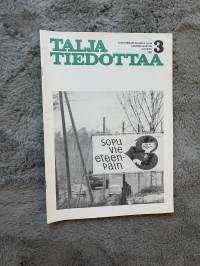 TALJA
TIEDOTTAA
3
SOPU
VIE
ETEEN-
PÄIN